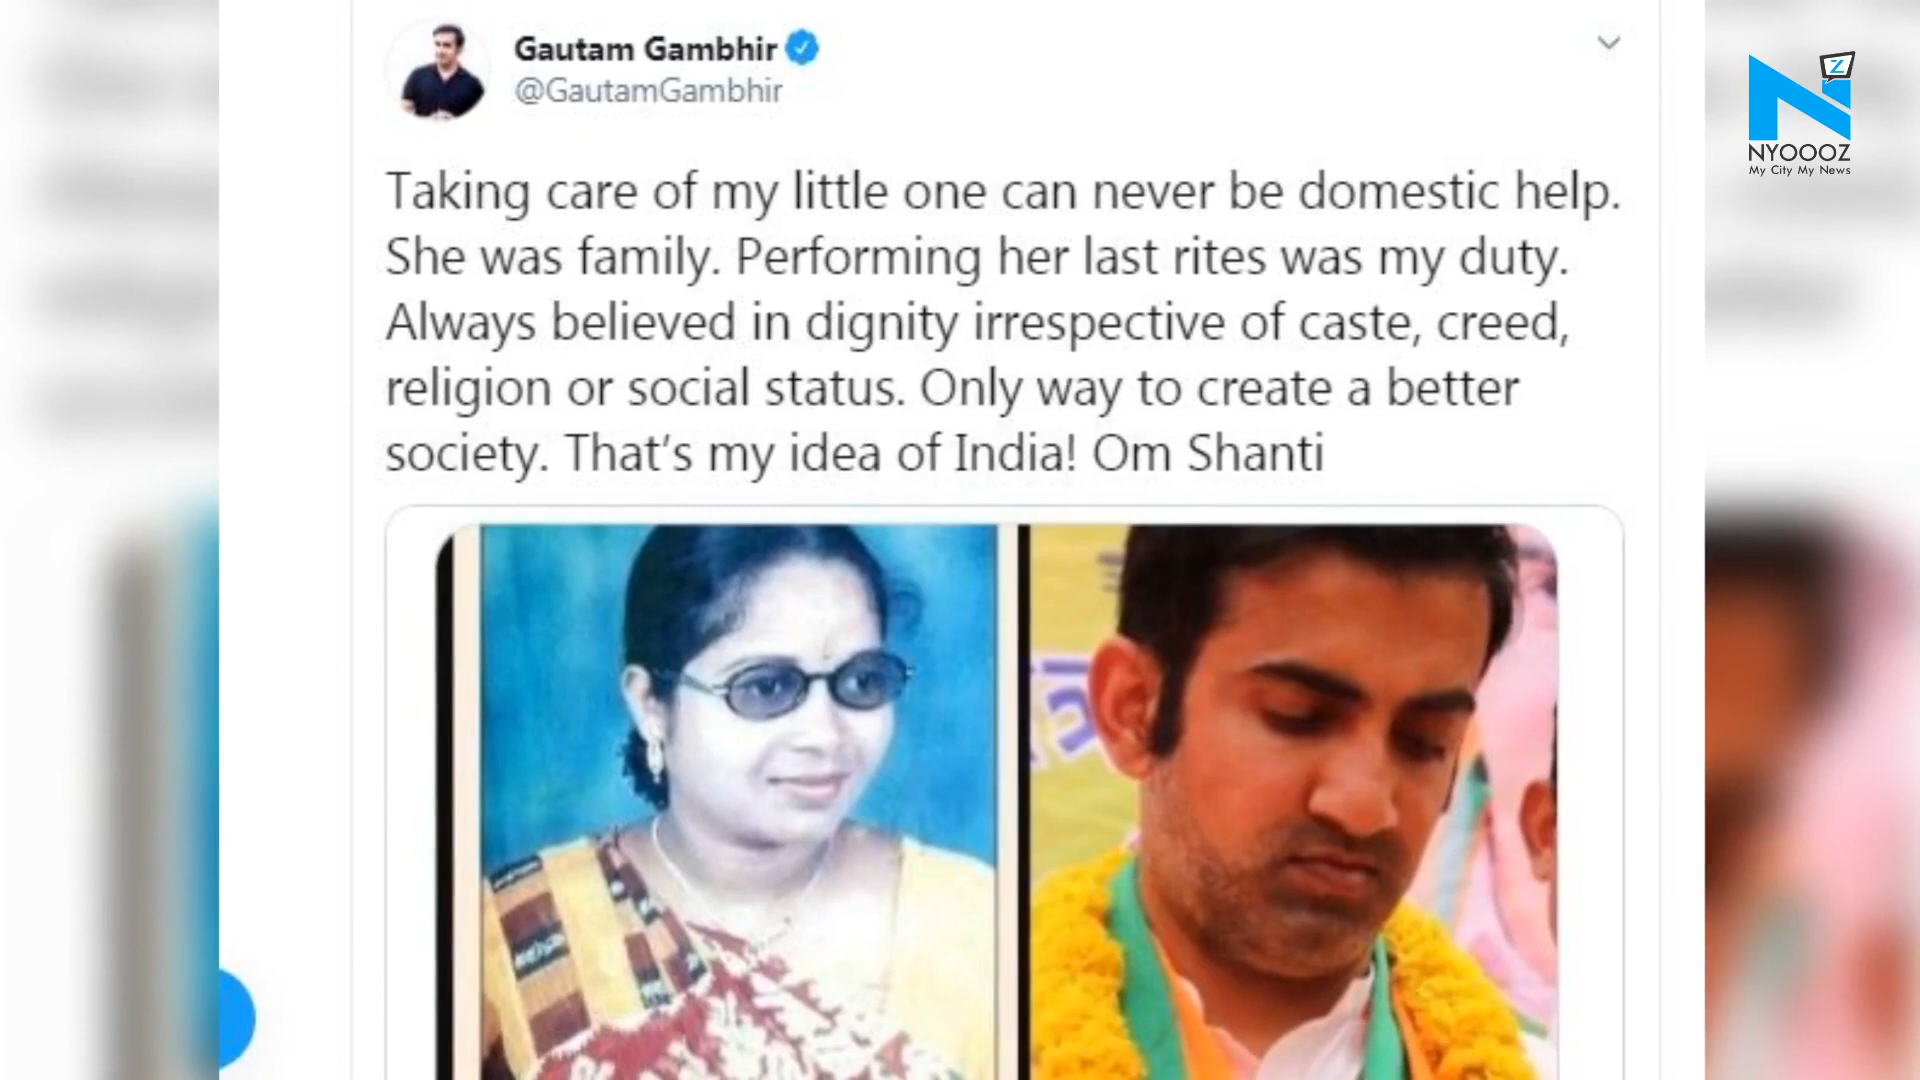 Gautam Gambhir
@GautamGambhir
Z
NYOOOZ
My City My News
Taking care of my little one can never be domestic help.
She was family. Performing her last rites was my duty.
Always believed in dignity irrespective of caste, creed,
religion or social status. Only way to create a better
society. That's my idea of India! Om Shanti